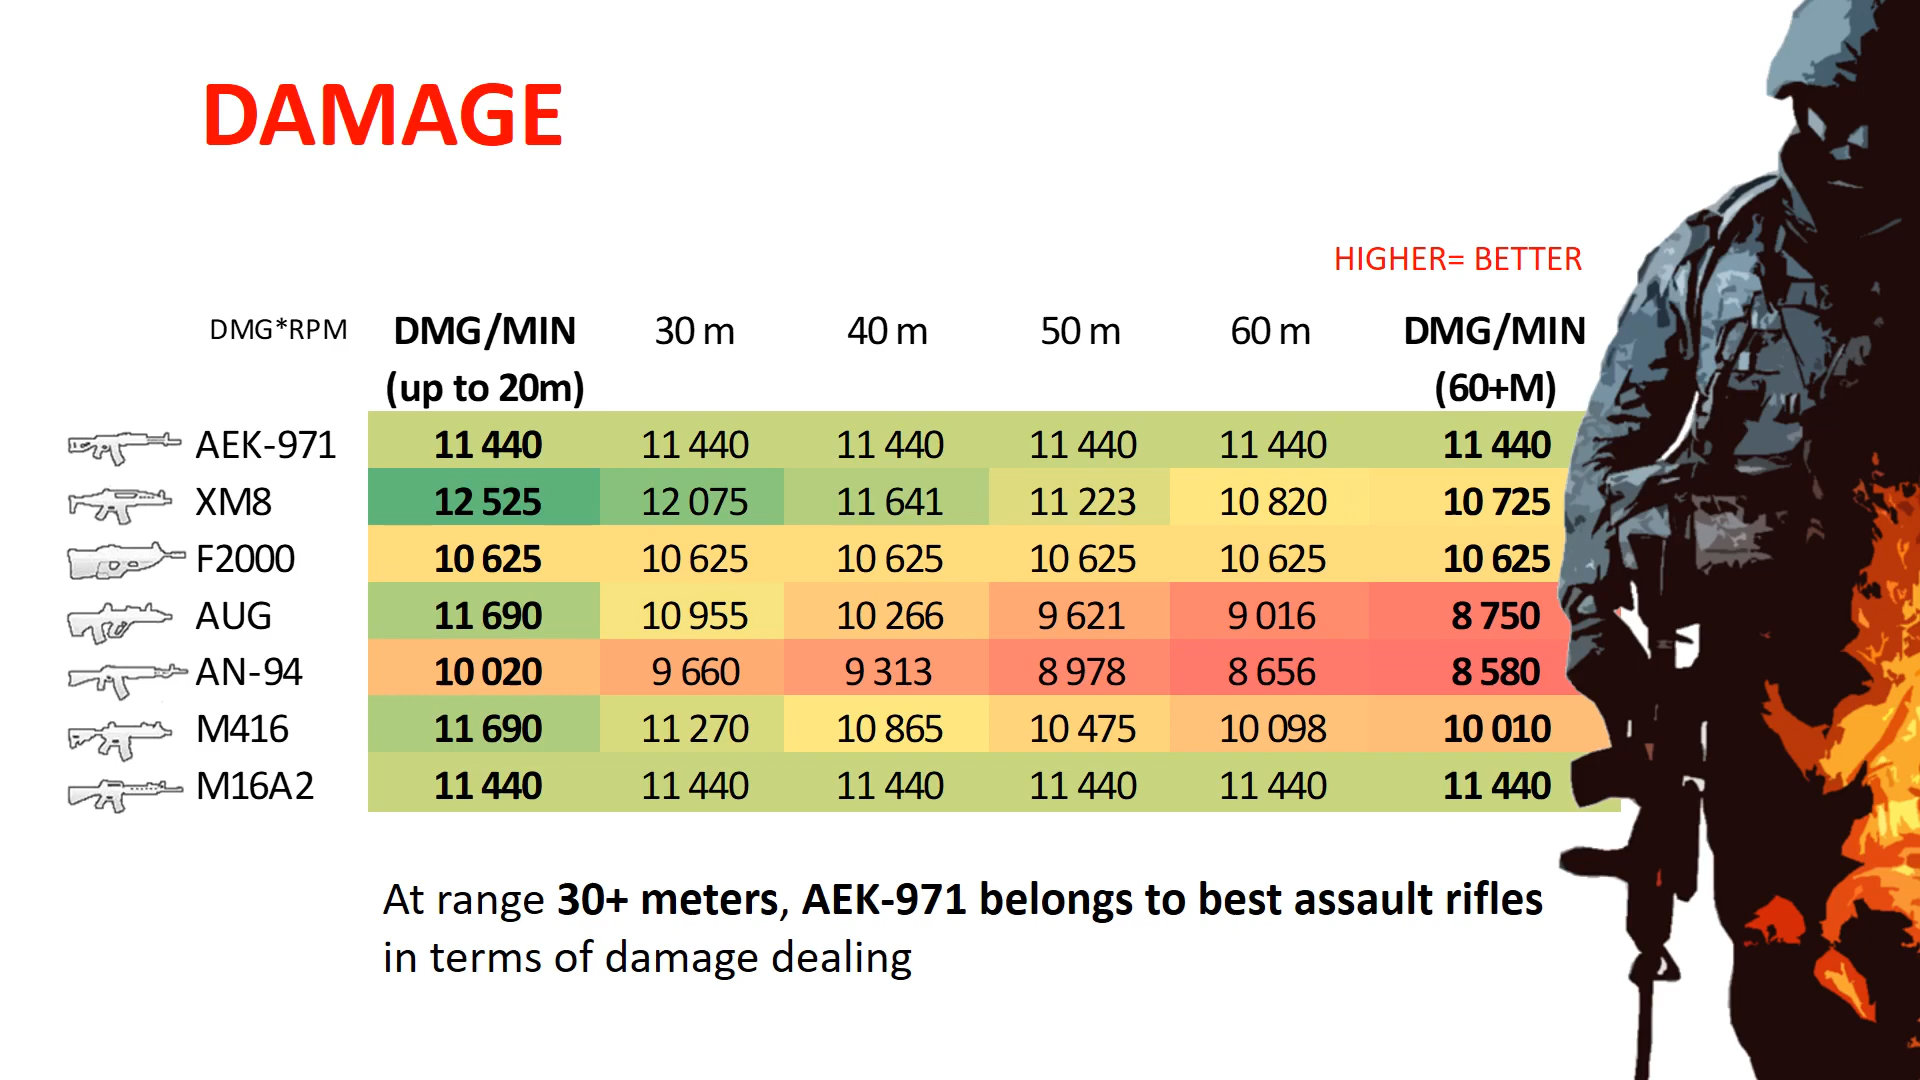 DAMAGE
HIGHER= BETTER
DMG*RPM DMG/MIN 30 m 40 m 50 m 60 m DMG/MIN
(up to 20m) (60+M)
AEK-971 11 440 11 440 11 440 11 440 11 440 11 440
XM8 12 525 12 075 11 641 11 223 10 820 10 725
F2000 10 625 10 625 10 625 10 625 10 625 10 625
AUG 11 690 10 955 10 266 9 621 9 016 8 750
AN-94 10 020 9 660 9 313 8 978 8 656 8 580
M416 11 690 11 270 10 865 10 475 10 098 10 010
M16A2 11 440 11 440 11 440 11 440 11 440 11 440
At range 30+ meters, AEK-971 belongs to best assault rifles
in terms of damage dealing